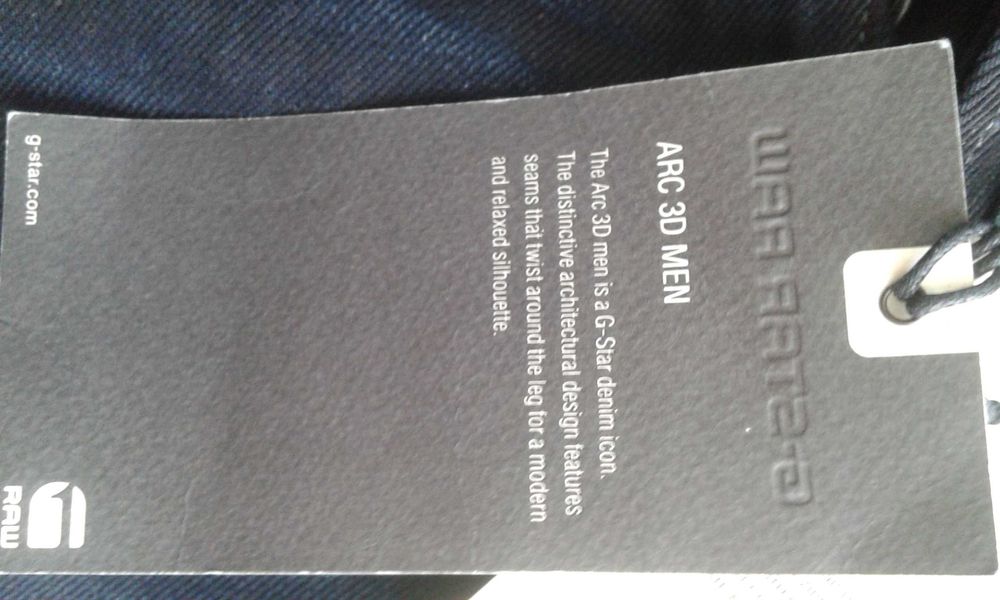 G-STAR RAW
ARC 3D MEN
The Arc 3D men is a G-Star denim icon.
The distinctive architectural design features
seams that twist around the leg for a modern
and relaxed silhouette.
g-star.com
RAW